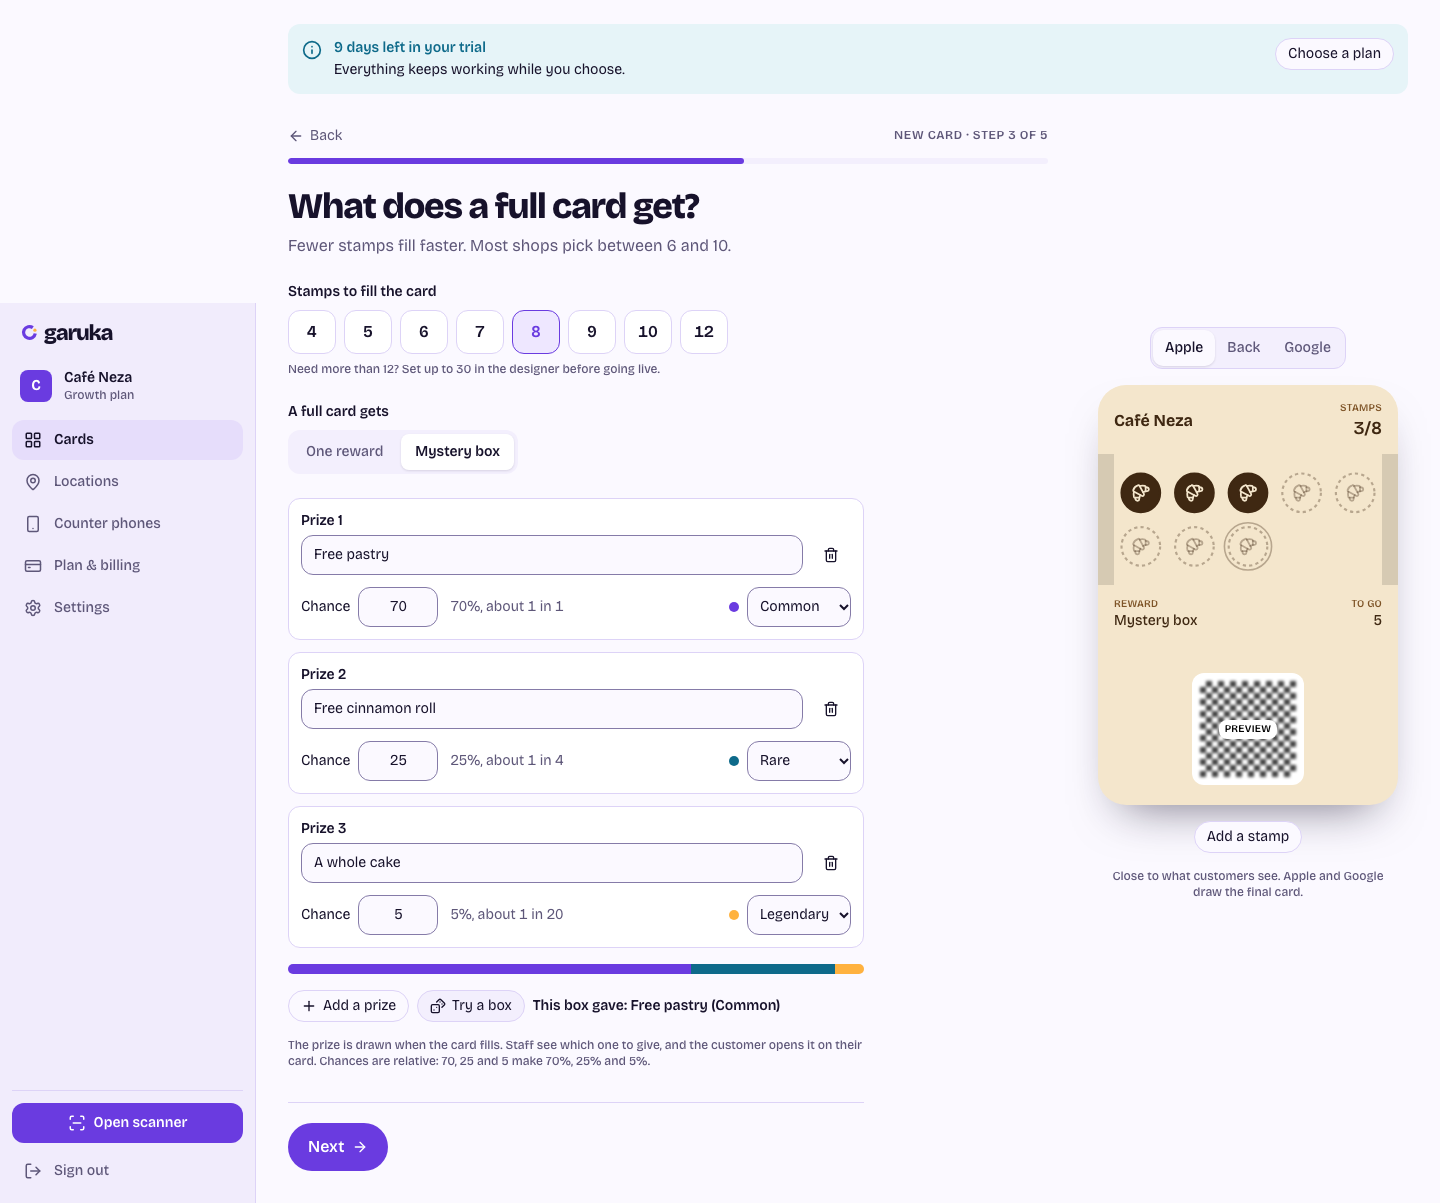 9 days left in your trial
Everything keeps working while you choose.
Choose a plan
Back
NEW CARD · STEP 3 OF 5
What does a full card get?
Fewer stamps fill faster. Most shops pick between 6 and 10.
Stamps to fill the card
4 5 6 7 8 9 10 12
Need more than 12? Set up to 30 in the designer before going live.
A full card gets
One reward
Mystery box
Prize 1
Free pastry
Chance 70 70%, about 1 in 1 Common
Prize 2
Free cinnamon roll
Chance 25 25%, about 1 in 4 Rare
Prize 3
A whole cake
Chance 5 5%, about 1 in 20 Legendary
Add a prize
Try a box
This box gave: Free pastry (Common)
The prize is drawn when the card fills. Staff see which one to give, and the customer opens it on their
card. Chances are relative: 70, 25 and 5 make 70%, 25% and 5%.
Next
garuka
C
Café Neza
Growth plan
Cards
Locations
Counter phones
Plan & billing
Settings
Open scanner
Sign out
Apple Back Google
Café Neza
STAMPS
3/8
REWARD
Mystery box
TO GO
5
PREVIEW
Add a stamp
Close to what customers see. Apple and Google
draw the final card.